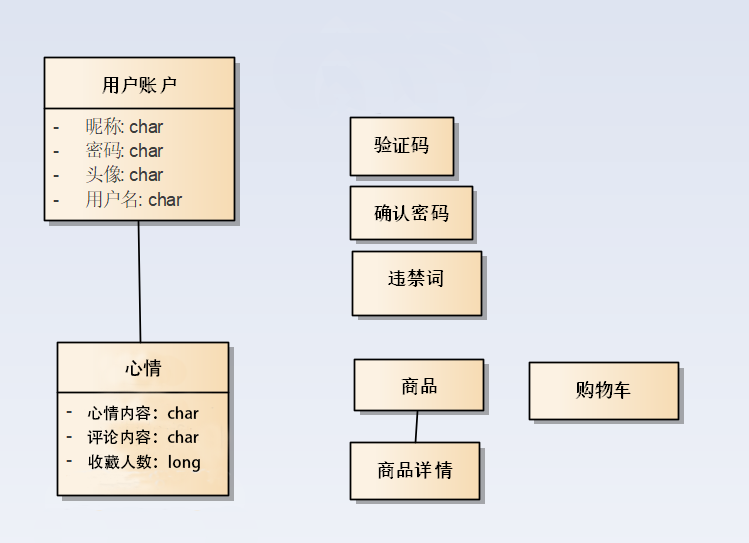 用户账户
- 昵称: char
- 密码: char
- 头像: char
- 用户名: char
验证码
确认密码
违禁词
心情
- 心情内容：char
- 评论内容：char
- 收藏人数：long
商品
商品详情
购物车